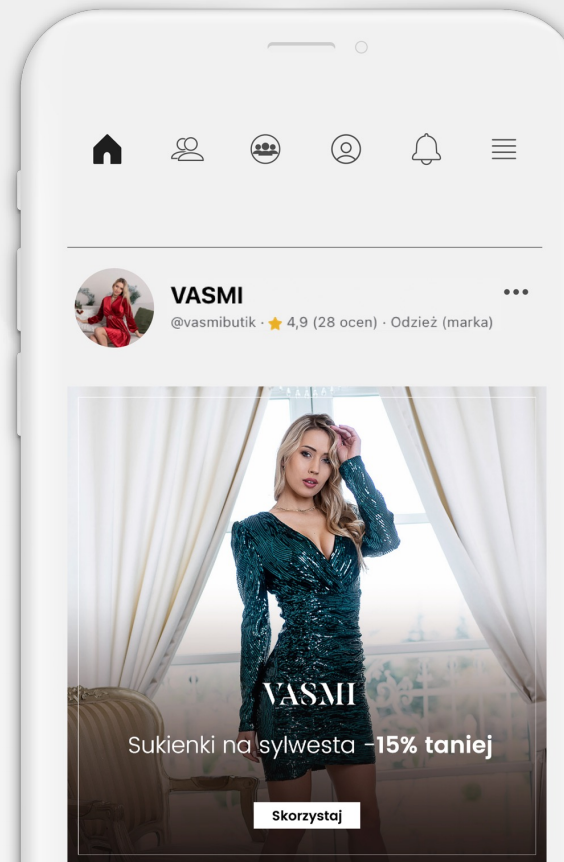 VASMI
@vasmibutik · ⭐ 4,9 (28 ocen) · Odzież (marka)
VASMI
Sukienki na sylwesta -15% taniej
Skorzystaj